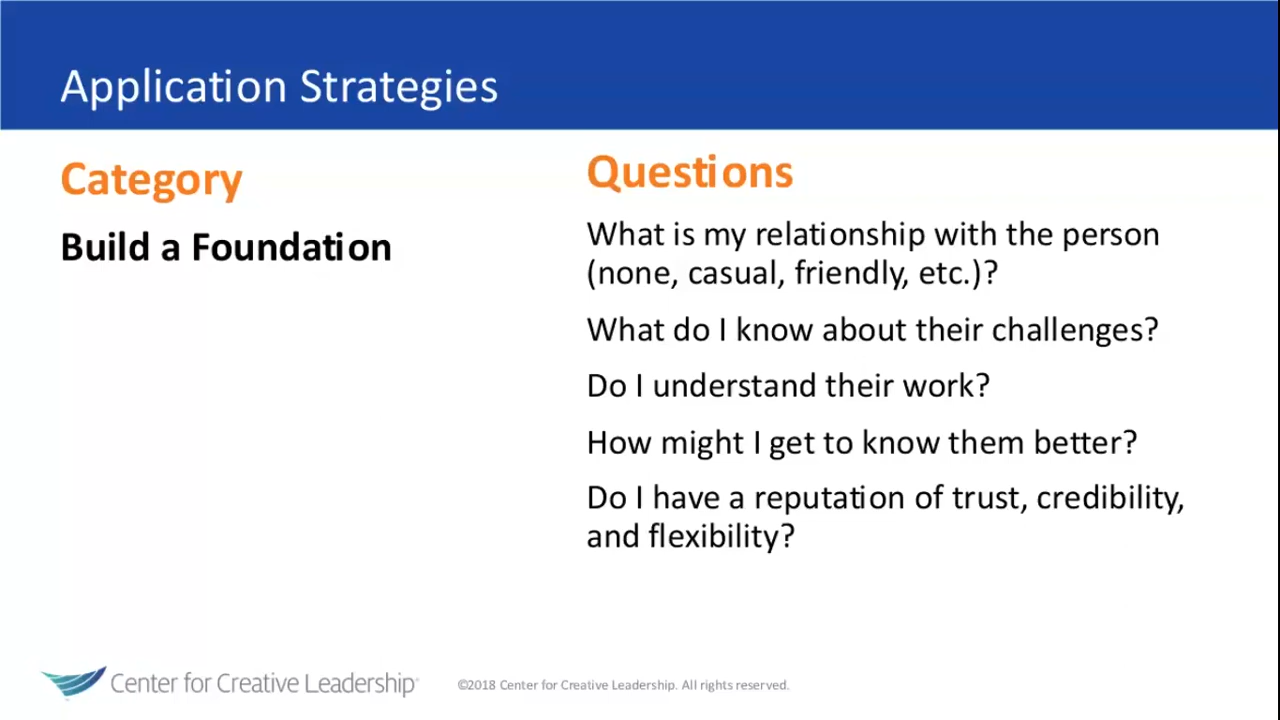 Application Strategies
Category
Build a Foundation
Questions
What is my relationship with the person
(none, casual, friendly, etc.)?
What do I know about their challenges?
Do I understand their work?
How might I get to know them better?
Do I have a reputation of trust, credibility,
and flexibility?
Center for Creative Leadership®
©2018 Center for Creative Leadership. All rights reserved.